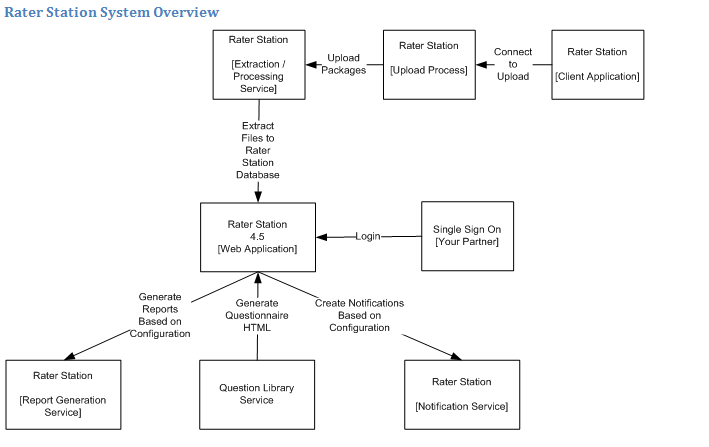 Rater Station System Overview
Rater Station
[Extraction /
Processing
Service]
Upload
Packages
Rater Station
[Upload Process]
Connect
to
Upload
Rater Station
[Client Application]
Extract
Files to
Rater
Station
Database
Rater Station
4.5
[Web Application]
Login
Single Sign On
[Your Partner]
Generate
Reports
Based on
Configuration
Generate
Questionnaire
HTML
Create Notifications
Based on
Configuration
Rater Station
[Report Generation
Service]
Question Library
Service
Rater Station
[Notification Service]